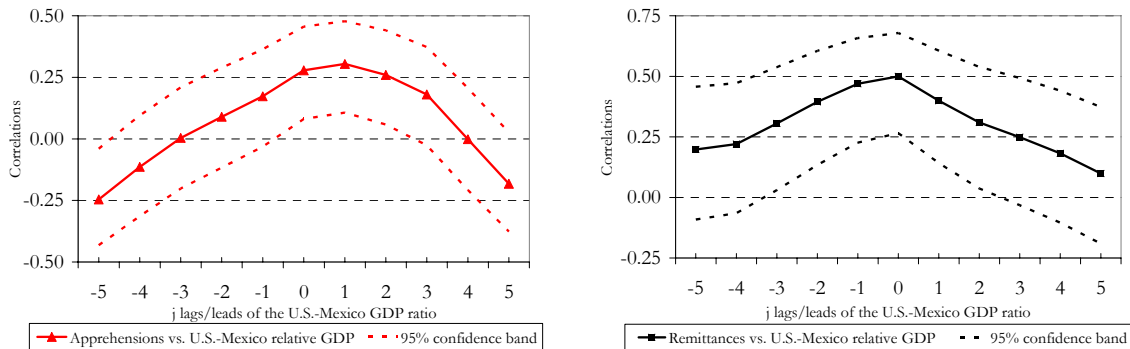 0.50
0.25
0.00
-0.25
-0.50
Correlations
-5 -4 -3 -2 -1 0 1 2 3 4 5
j lags/leads of the U.S.-Mexico GDP ratio
Apprehensions vs. U.S.-Mexico relative GDP 95% confidence band
0.75
0.50
0.25
0.00
-0.25
Correlations
-5 -4 -3 -2 -1 0 1 2 3 4 5
j lags/leads of the U.S.-Mexico GDP ratio
Remittances vs. U.S.-Mexico relative GDP 95% confidence band